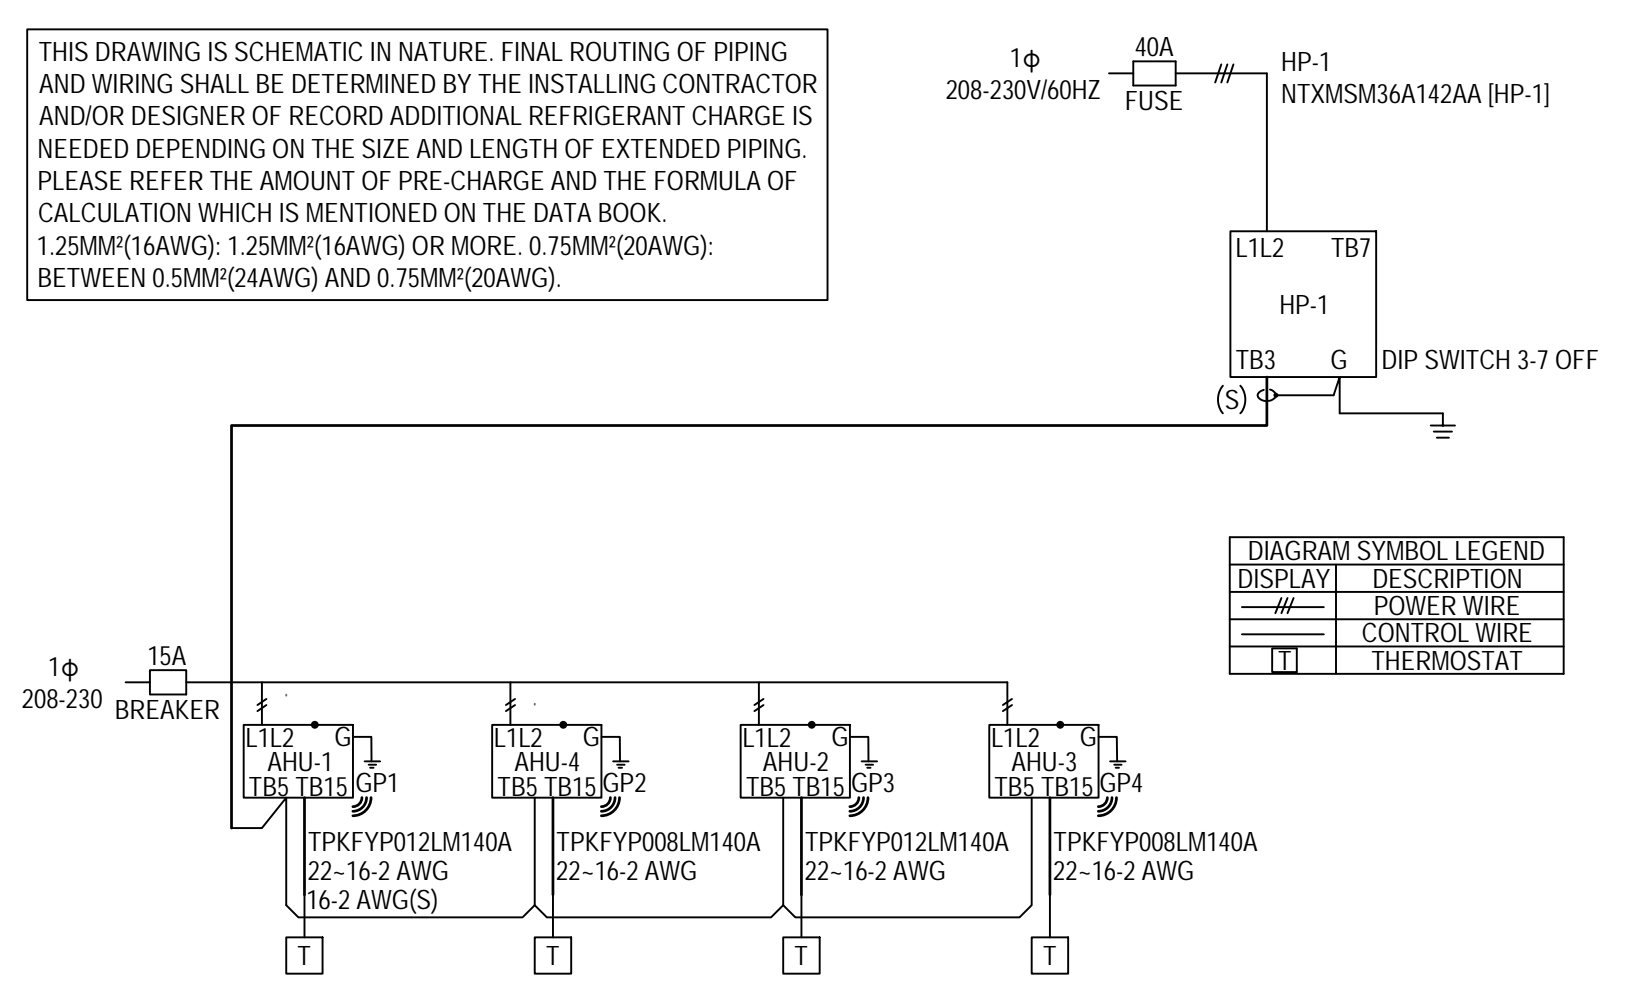 THIS DRAWING IS SCHEMATIC IN NATURE. FINAL ROUTING OF PIPING
AND WIRING SHALL BE DETERMINED BY THE INSTALLING CONTRACTOR
AND/OR DESIGNER OF RECORD ADDITIONAL REFRIGERANT CHARGE IS
NEEDED DEPENDING ON THE SIZE AND LENGTH OF EXTENDED PIPING.
PLEASE REFER THE AMOUNT OF PRE-CHARGE AND THE FORMULA OF
CALCULATION WHICH IS MENTIONED ON THE DATA BOOK.
1.25MM²(16AWG): 1.25MM²(16AWG) OR MORE. 0.75MM²(20AWG):
BETWEEN 0.5MM²(24AWG) AND 0.75MM²(20AWG).
1ϕ
208-230V/60HZ
40A
FUSE
HP-1
NTXMSM36A142AA [HP-1]
L1L2 TB7
HP-1
TB3 G
DIP SWITCH 3-7 OFF
(S)
DIAGRAM SYMBOL LEGEND
DISPLAY DESCRIPTION
POWER WIRE
CONTROL WIRE
T THERMOSTAT
1ϕ
208-230
15A
BREAKER
L1L2 G
AHU-1
TB5 TB15
GP1
TPKFYP012LM140A
22~16-2 AWG
16-2 AWG(S)
T
L1L2 G
AHU-4
TB5 TB15
GP2
TPKFYP008LM140A
22~16-2 AWG
T
L1L2 G
AHU-2
TB5 TB15
GP3
TPKFYP012LM140A
22~16-2 AWG
T
L1L2 G
AHU-3
TB5 TB15
GP4
TPKFYP008LM140A
22~16-2 AWG
T